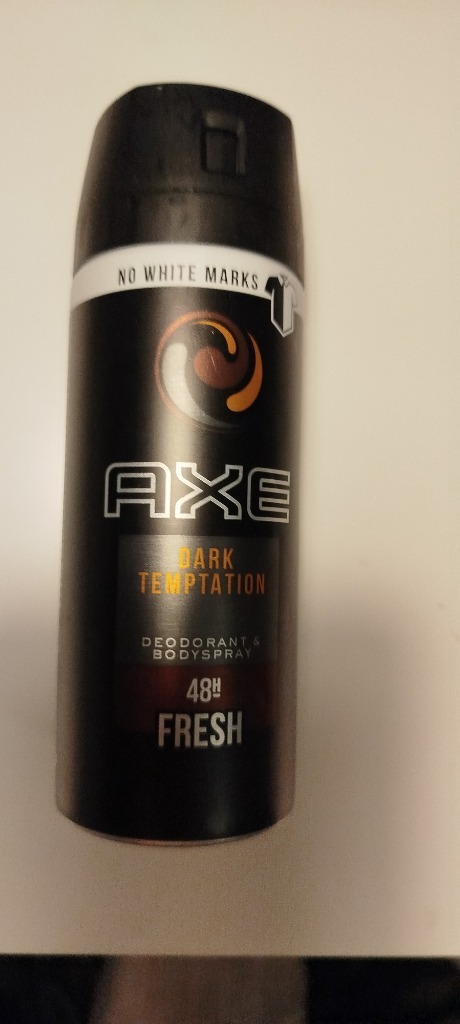 NO WHITE MARKS
AXE
DARK
TEMPTATION
DEODORANT &
BODYSPRAY
48H
FRESH